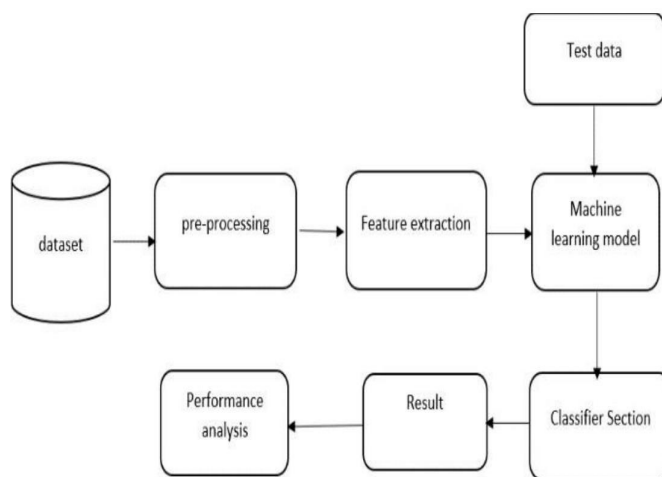 Test data
dataset
pre-processing
Feature extraction
Machine
learning model
Performance
analysis
Result
Classifier Section